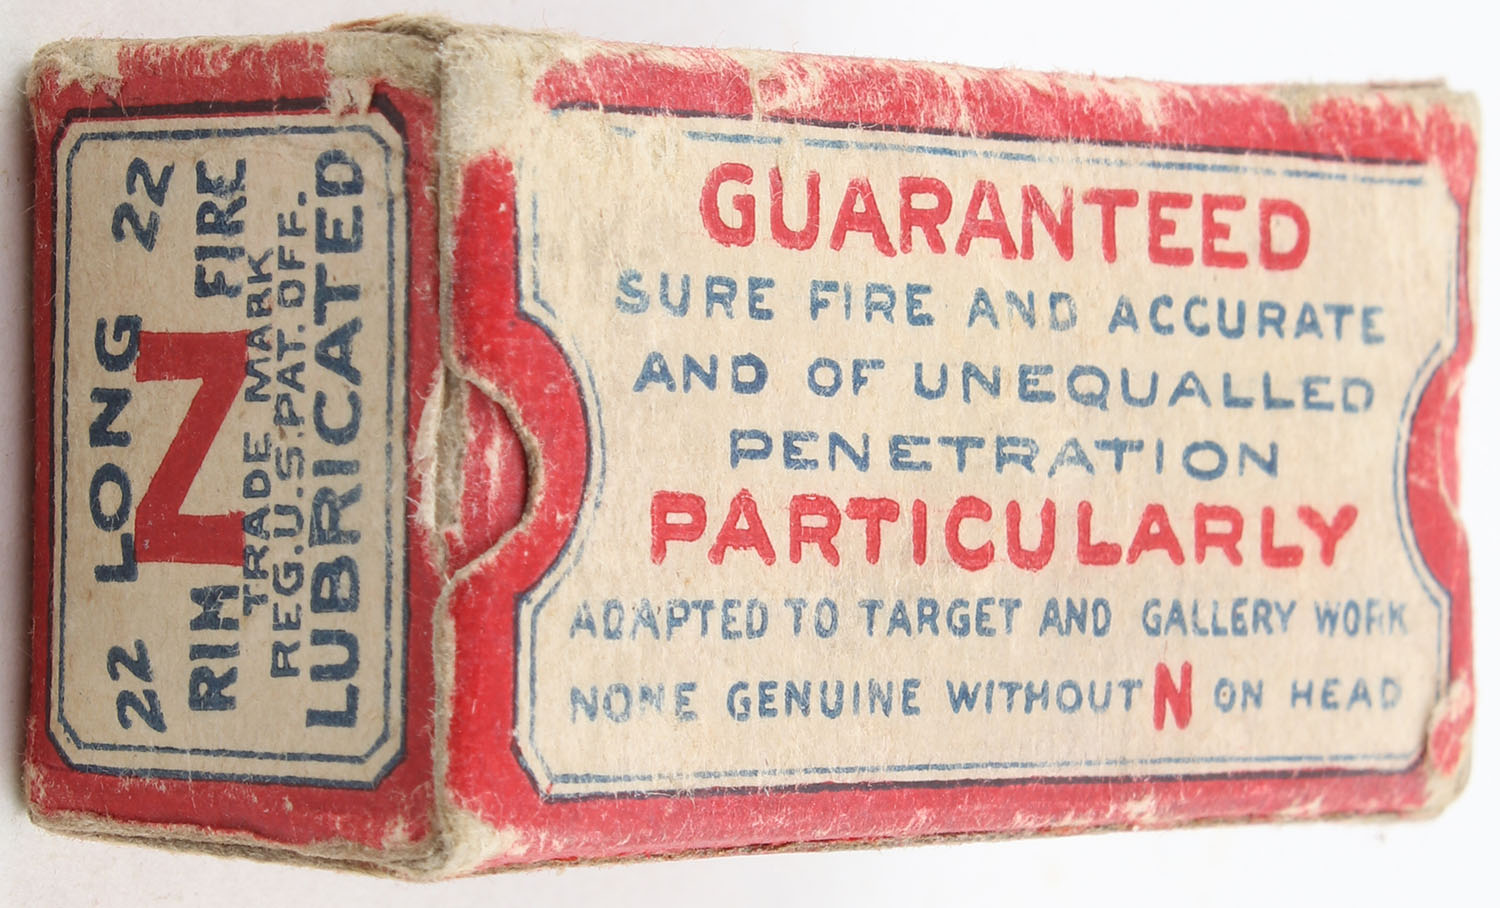 22 LONG 22
N
RIM FIRE
TRADE MARK
REG.U.S.PAT.OFF.
LUBRICATED
GUARANTEED
SURE FIRE AND ACCURATE
AND OF UNEQUALLED
PENETRATION
PARTICULARLY
ADAPTED TO TARGET AND GALLERY WORK
NONE GENUINE WITHOUT N ON HEAD